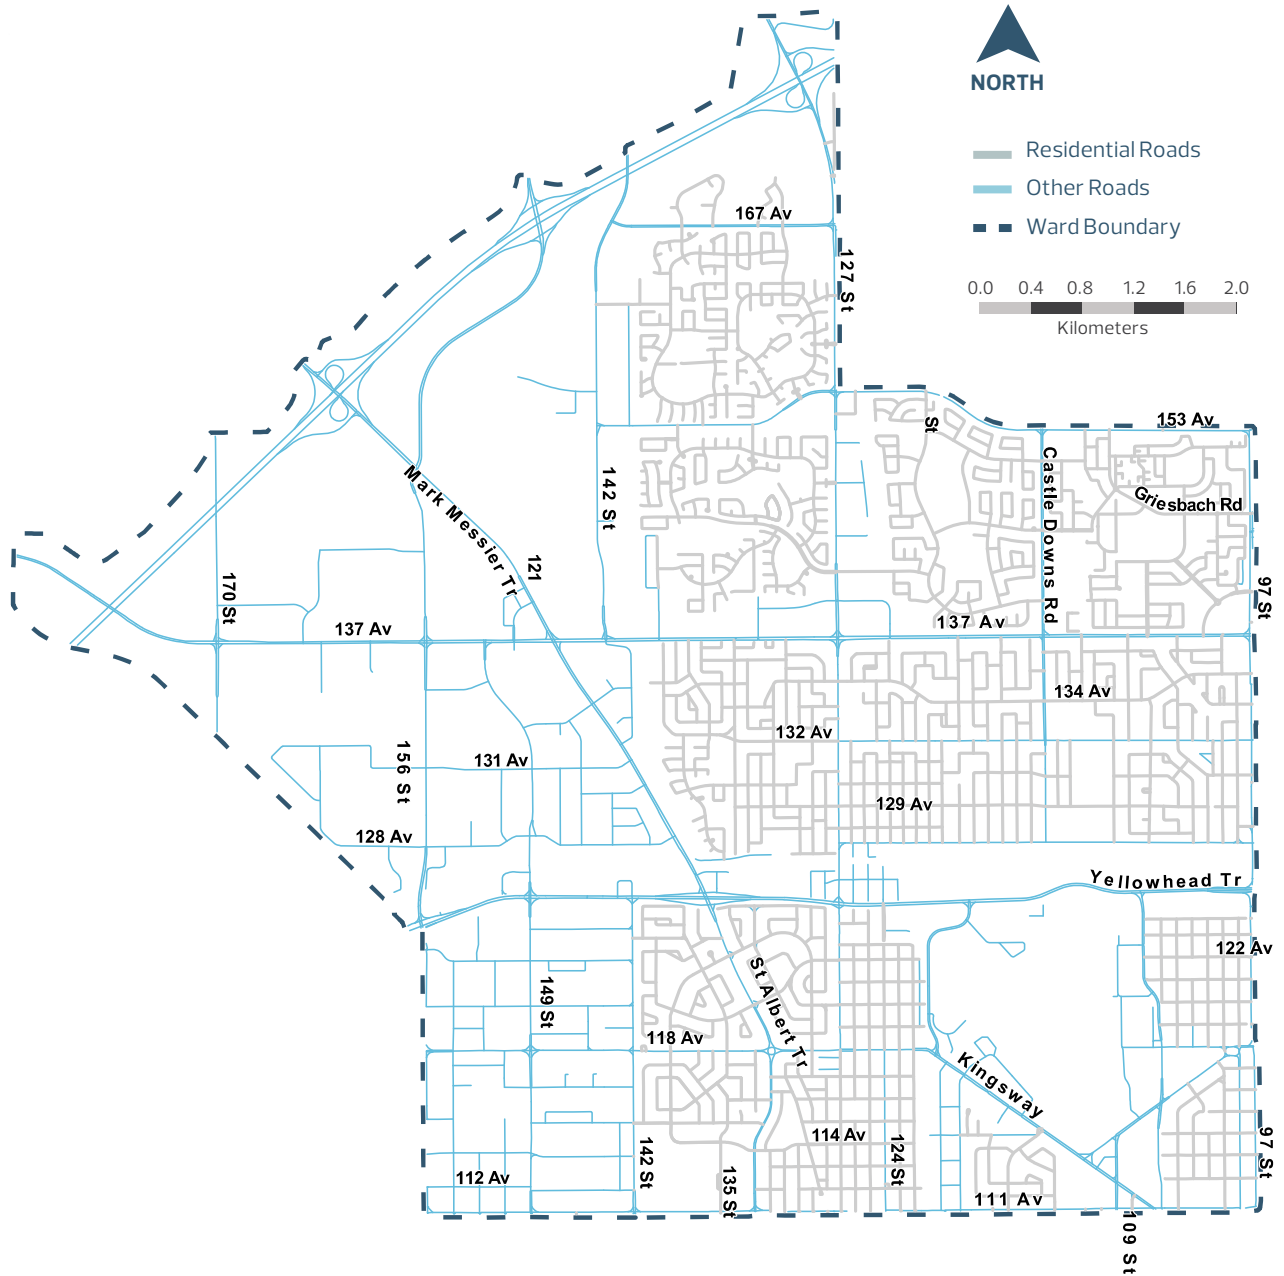 NORTH
Residential Roads
Other Roads
Ward Boundary
0.0 0.4 0.8 1.2 1.6 2.0
Kilometers
167 Av
127 St
153 Av
St
Castle Downs Rd
Griesbach Rd
Mark Messier Tr
142 St
121
170 St
97 St
137 Av
137 Av
134 Av
132 Av
156 St
131 Av
129 Av
128 Av
Yellowhead Tr
122 Av
149 St
St Albert Tr
118 Av
Kingsway
114 Av
124 St
142 St
135 St
112 Av
111 Av
97 St
109 St